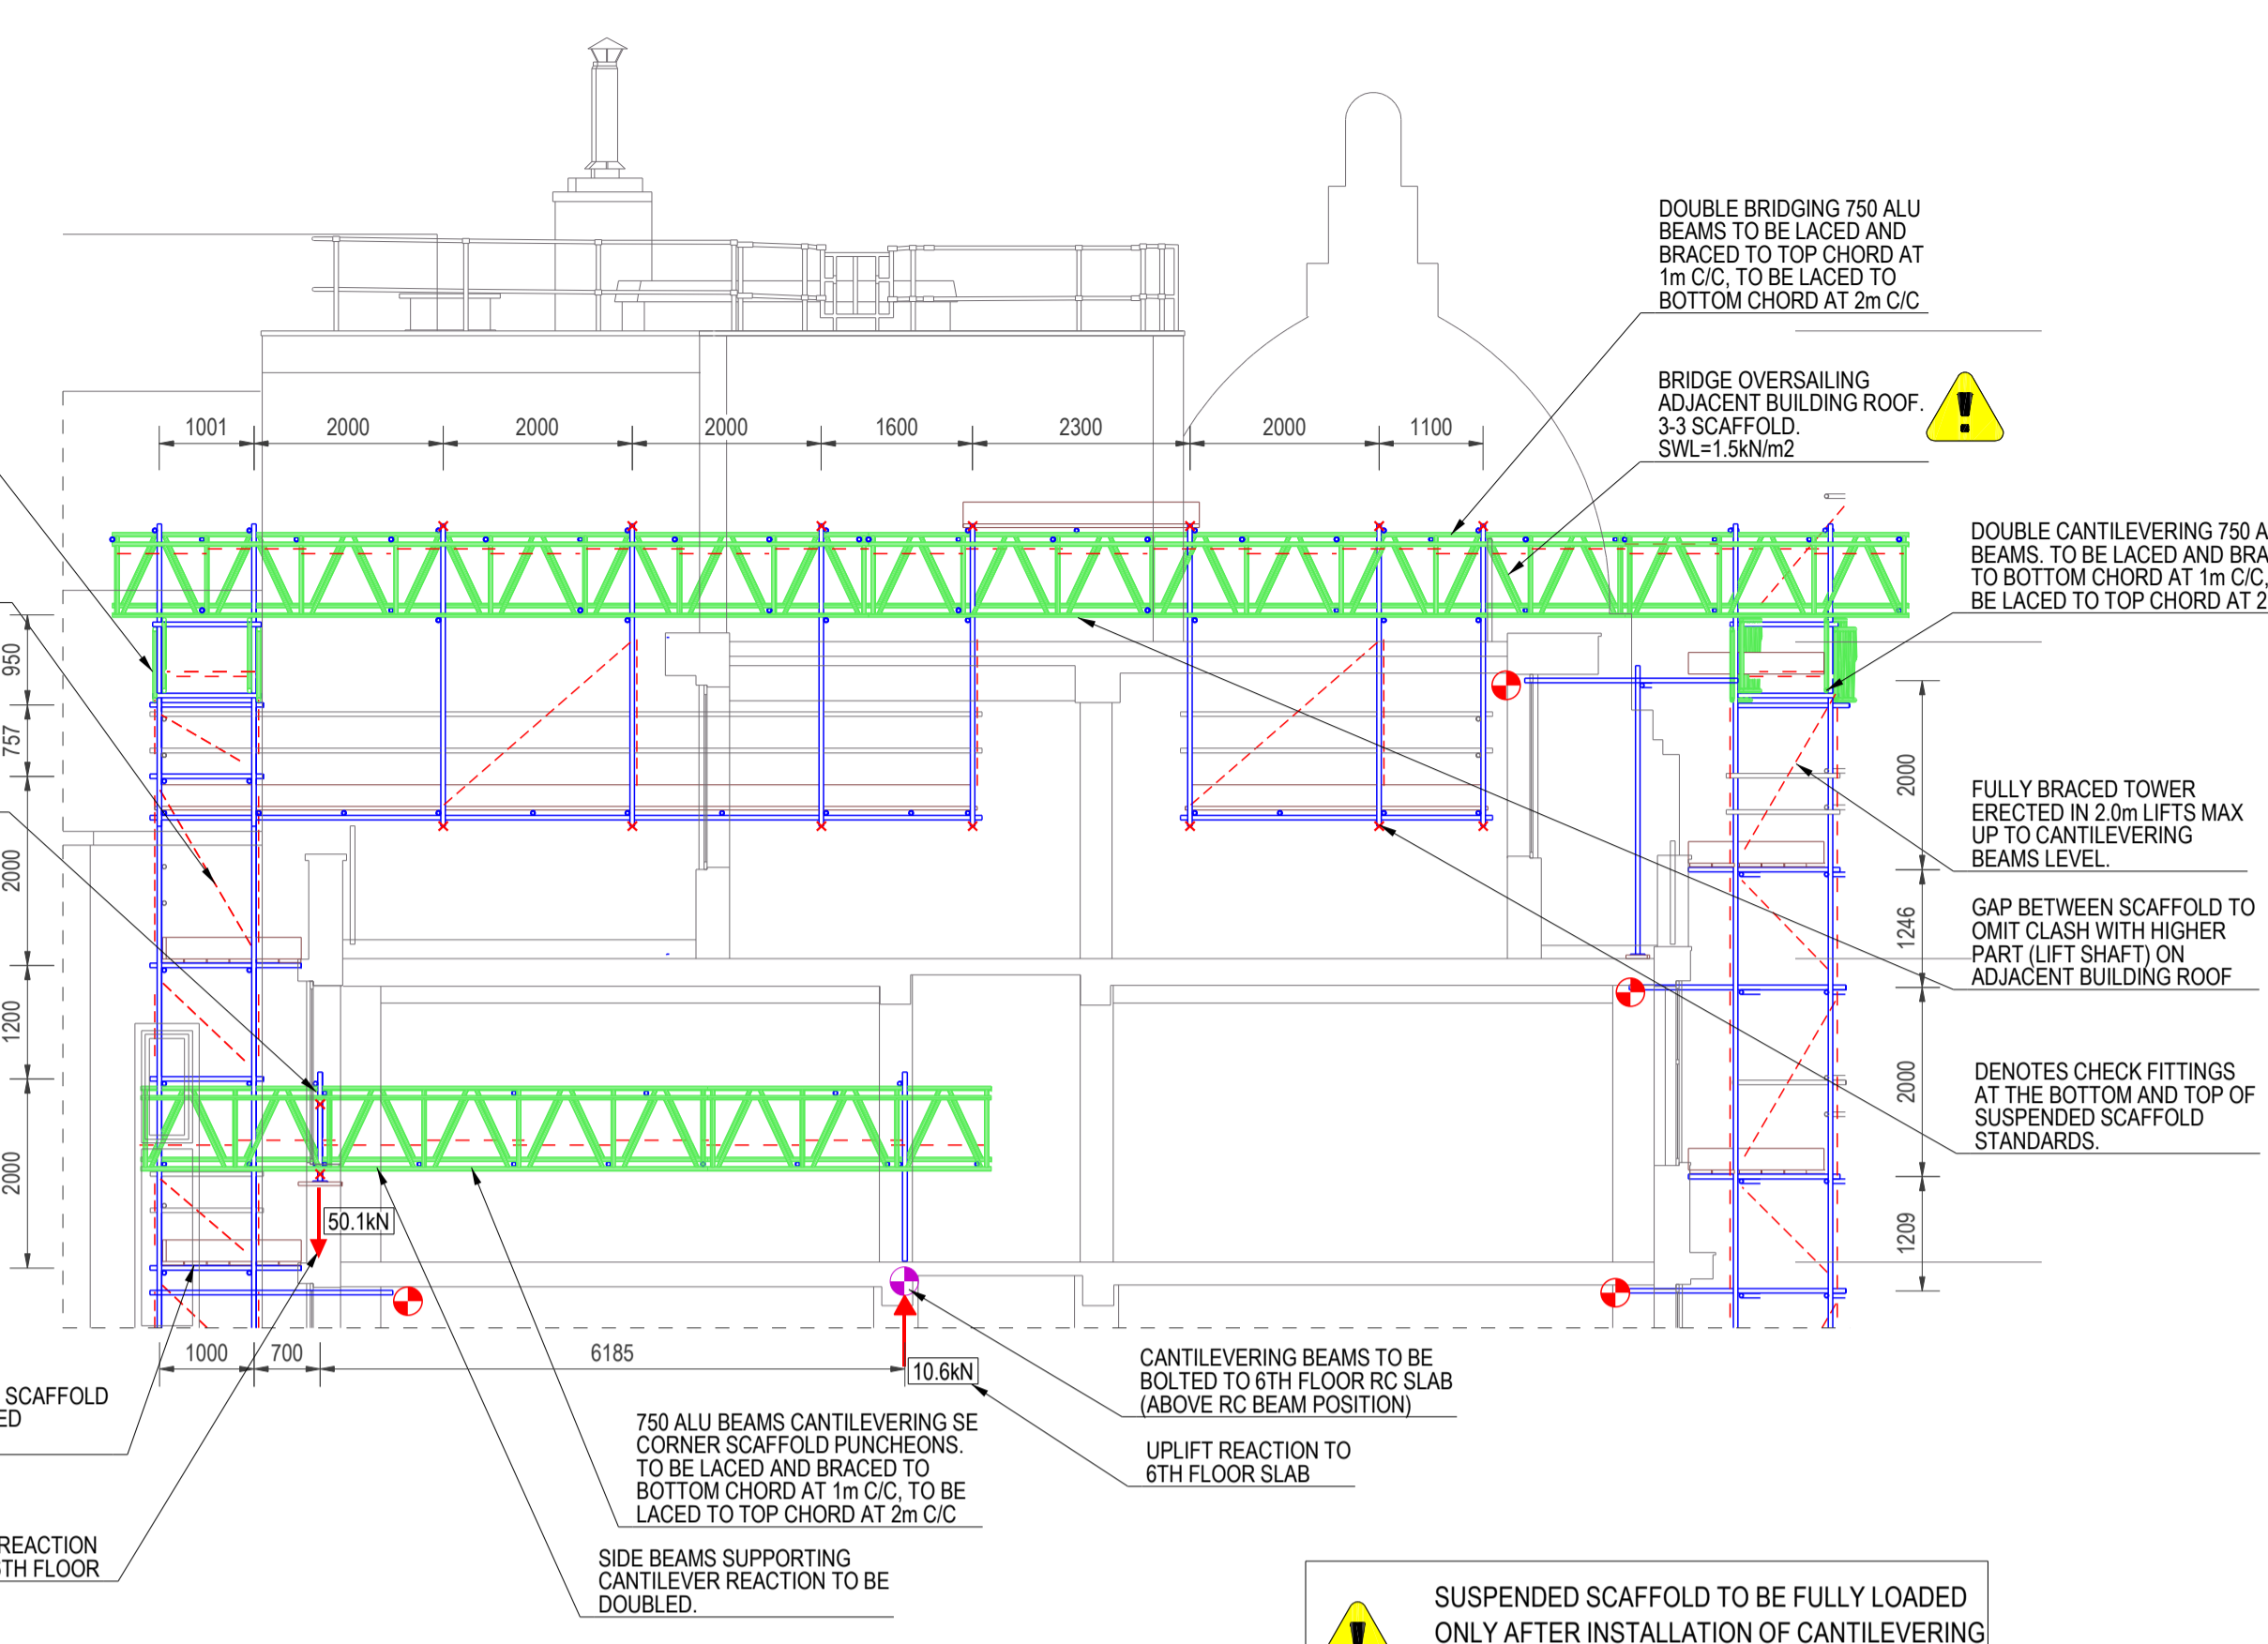 DOUBLE BRIDGING 750 ALU
BEAMS TO BE LACED AND
BRACED TO TOP CHORD AT
1m C/C, TO BE LACED TO
BOTTOM CHORD AT 2m C/C
BRIDGE OVERSAILING
ADJACENT BUILDING ROOF.
3-3 SCAFFOLD.
SWL=1.5kN/m2
!
1001
2000
2000
2000
1600
2300
2000
1100
DOUBLE CANTILEVERING 750 A
BEAMS. TO BE LACED AND BRA
TO BOTTOM CHORD AT 1m C/C,
BE LACED TO TOP CHORD AT 2
950
757
2000
1200
2000
2000
1246
2000
1209
FULLY BRACED TOWER
ERECTED IN 2.0m LIFTS MAX
UP TO CANTILEVERING
BEAMS LEVEL.
GAP BETWEEN SCAFFOLD TO
OMIT CLASH WITH HIGHER
PART (LIFT SHAFT) ON
ADJACENT BUILDING ROOF
DENOTES CHECK FITTINGS
AT THE BOTTOM AND TOP OF
SUSPENDED SCAFFOLD
STANDARDS.
50.1kN
1000
700
6185
10.6kN
CANTILEVERING BEAMS TO BE
BOLTED TO 6TH FLOOR RC SLAB
(ABOVE RC BEAM POSITION)
UPLIFT REACTION TO
6TH FLOOR SLAB
SCAFFOLD
ED
750 ALU BEAMS CANTILEVERING SE
CORNER SCAFFOLD PUNCHEONS.
TO BE LACED AND BRACED TO
BOTTOM CHORD AT 1m C/C, TO BE
LACED TO TOP CHORD AT 2m C/C
REACTION
TH FLOOR
SIDE BEAMS SUPPORTING
CANTILEVER REACTION TO BE
DOUBLED.
!
SUSPENDED SCAFFOLD TO BE FULLY LOADED
ONLY AFTER INSTALLATION OF CANTILEVERING